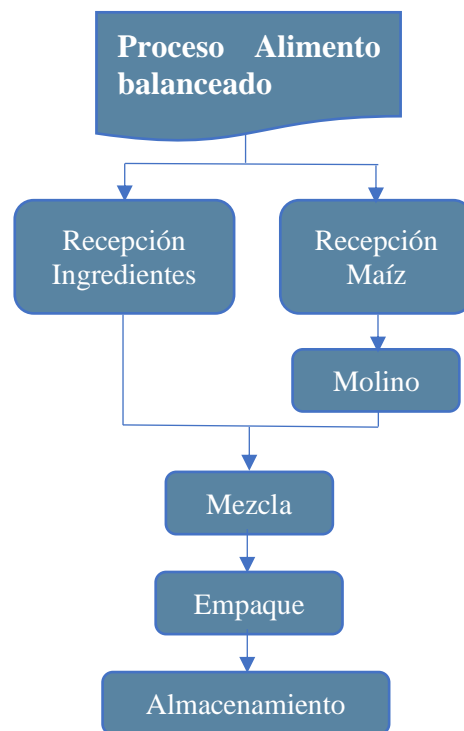 Proceso Alimento
balanceado
Recepción
Ingredientes
Recepción
Maíz
Molino
Mezcla
Empaque
Almacenamiento